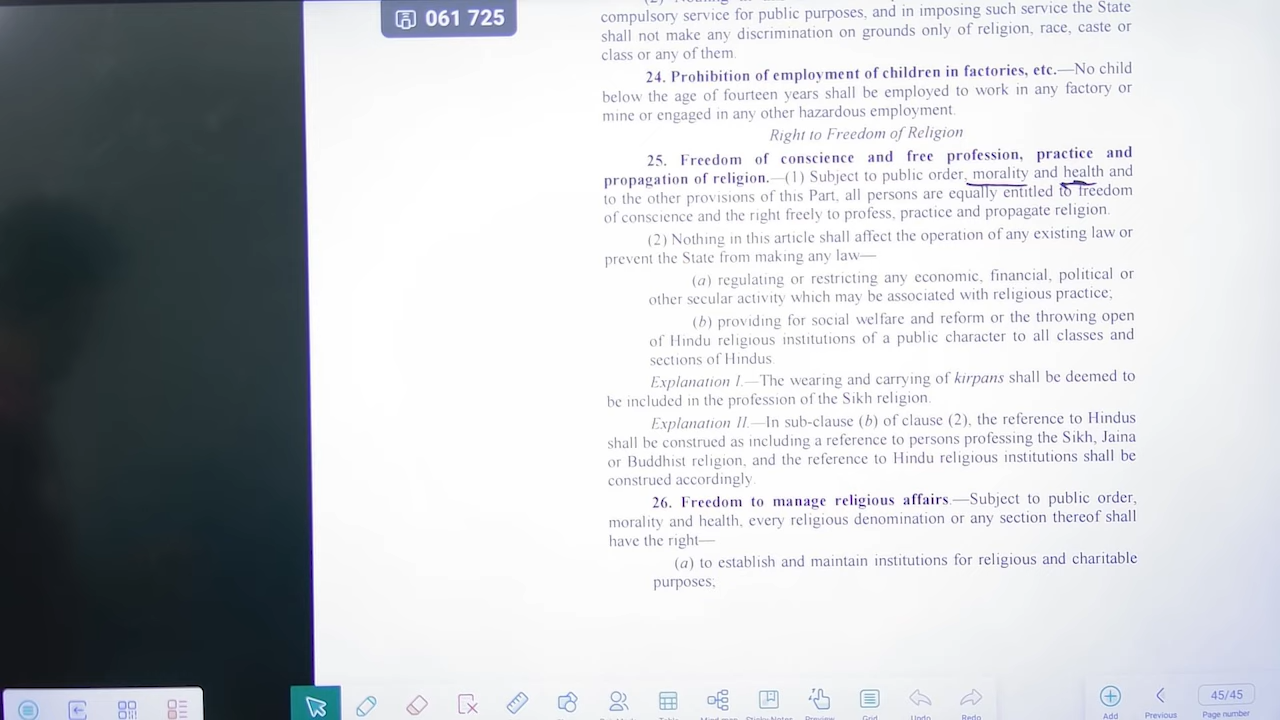 061 725
compulsory service for public purposes, and in imposing such service the State
shall not make any discrimination on grounds only of religion, race, caste or
class or any of them.
24. Prohibition of employment of children in factories, etc.—No child
below the age of fourteen years shall be employed to work in any factory or
mine or engaged in any other hazardous employment.
Right to Freedom of Religion
25. Freedom of conscience and free profession, practice and
propagation of religion.—(1) Subject to public order, morality and health and
to the other provisions of this Part, all persons are equally entitled to freedom
of conscience and the right freely to profess, practice and propagate religion.
(2) Nothing in this article shall affect the operation of any existing law or
prevent the State from making any law—
(a) regulating or restricting any economic, financial, political or
other secular activity which may be associated with religious practice;
(b) providing for social welfare and reform or the throwing open
of Hindu religious institutions of a public character to all classes and
sections of Hindus.
Explanation I.—The wearing and carrying of kirpans shall be deemed to
be included in the profession of the Sikh religion.
Explanation II.—In sub-clause (b) of clause (2), the reference to Hindus
shall be construed as including a reference to persons professing the Sikh, Jaina
or Buddhist religion, and the reference to Hindu religious institutions shall be
construed accordingly.
26. Freedom to manage religious affairs.—Subject to public order,
morality and health, every religious denomination or any section thereof shall
have the right—
(a) to establish and maintain institutions for religious and charitable
purposes;
45/45
Add Previous Page number
Undo Redo